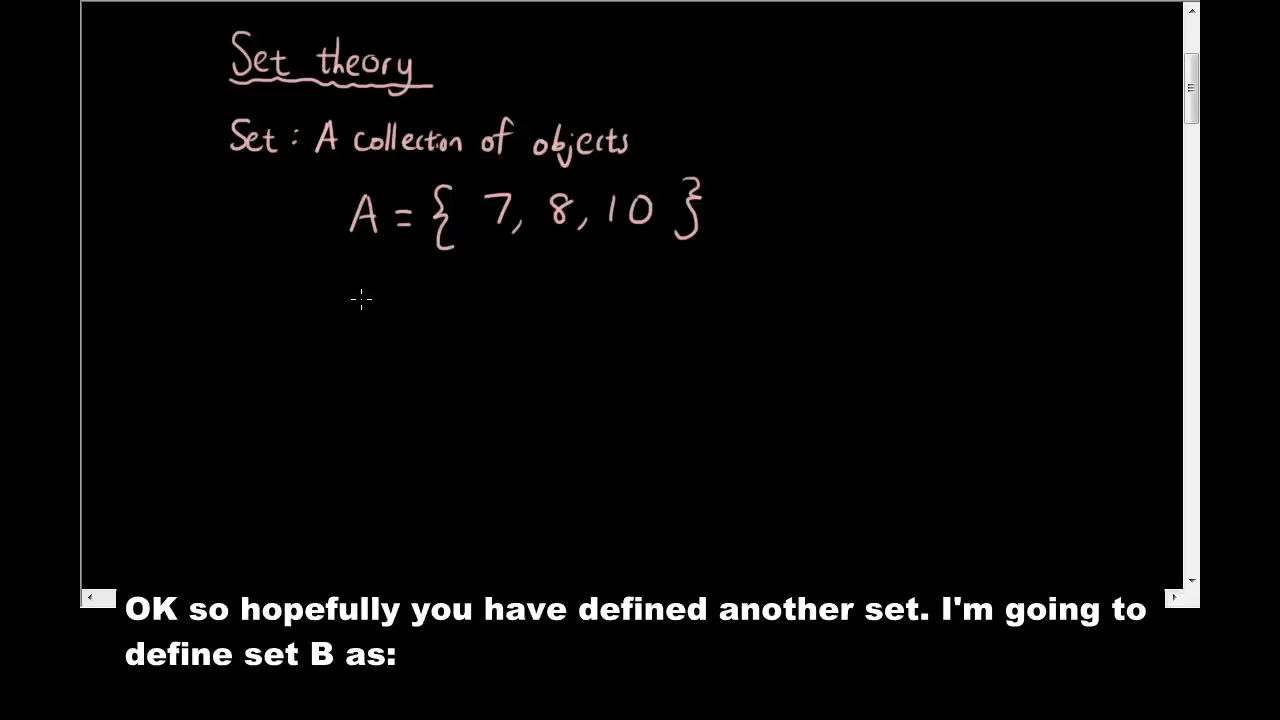 Set theory
Set : A collection of objects
A = { 7, 8, 10 }
OK so hopefully you have defined another set. I'm going to
define set B as: